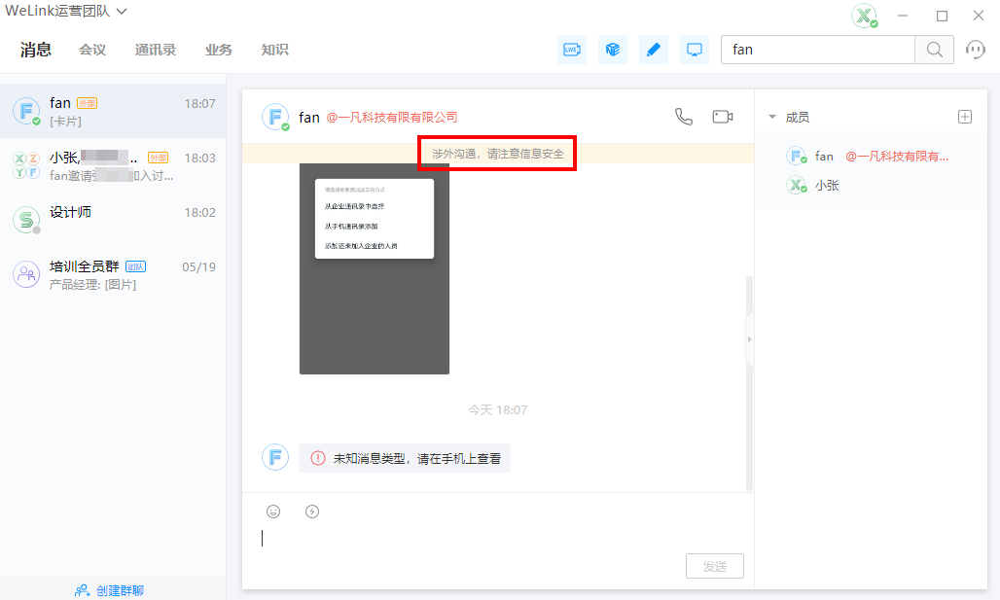 WeLink运营团队
消息 会议 通讯录 业务 知识
LIVE
fan
fan 外部 18:07
[卡片]
小张, .. 外部 18:03
fan邀请 加入讨...
设计师 18:02
培训全员群 团队 05/19
产品经理: [图片]
创建群聊
fan @一凡科技有限有限公司
涉外沟通，请注意信息安全
从企业通讯录中选择
从手机通讯录添加
添加还未加入企业的人员
今天 18:07
未知消息类型，请在手机上查看
发送
成员
fan @一凡科技有限有...
小张